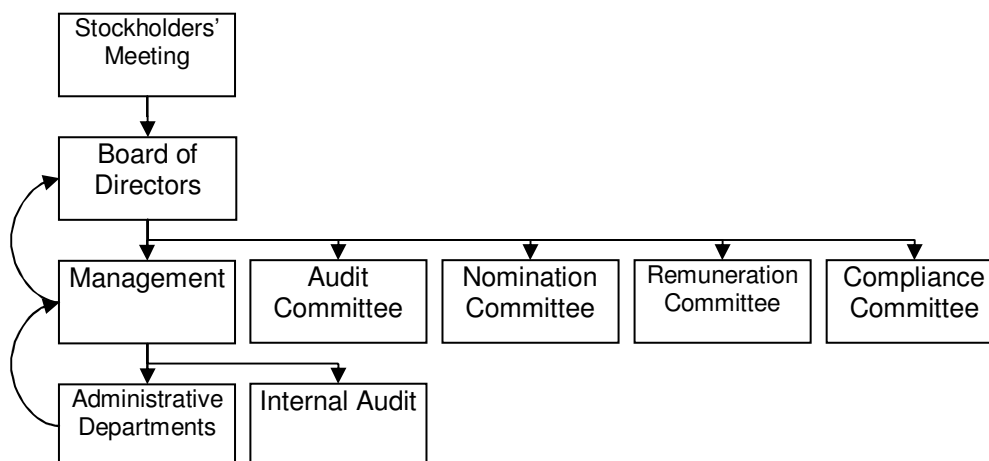 Stockholders’
Meeting
Board of
Directors
Management
Audit
Committee
Nomination
Committee
Remuneration
Committee
Compliance
Committee
Administrative
Departments
Internal Audit